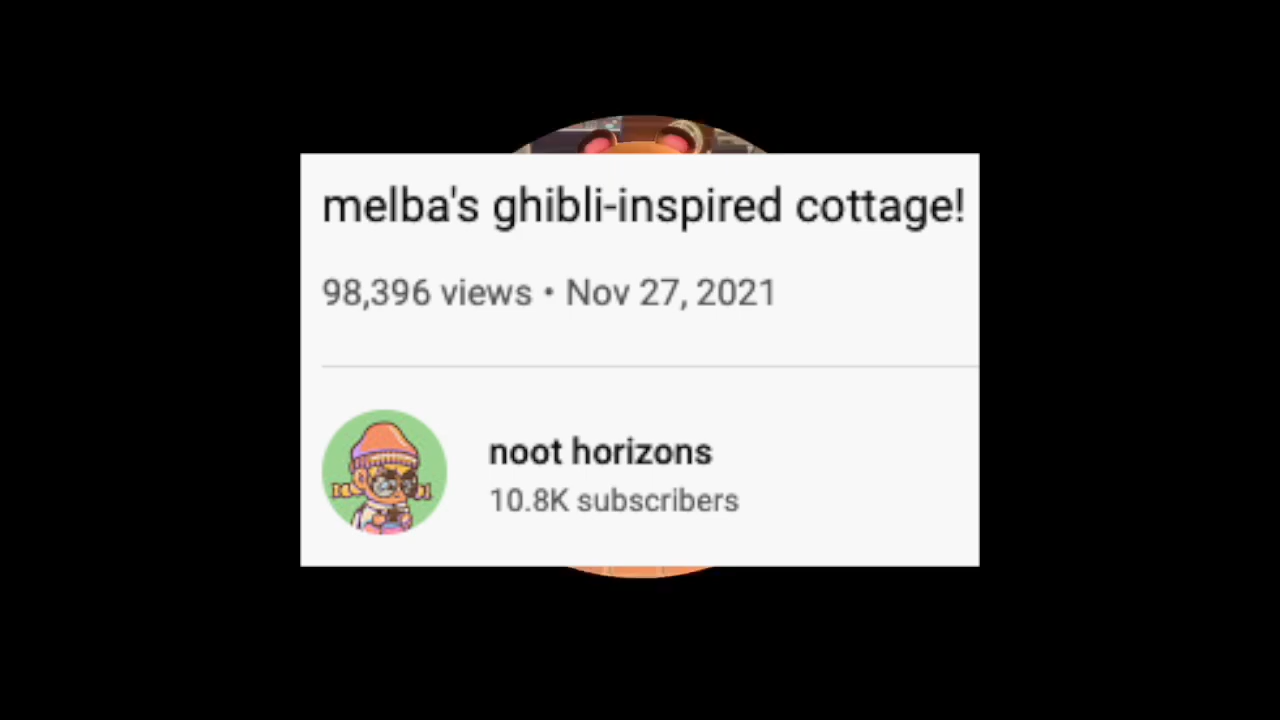 melba's ghibli-inspired cottage!
98,396 views • Nov 27, 2021
noot horizons
10.8K subscribers